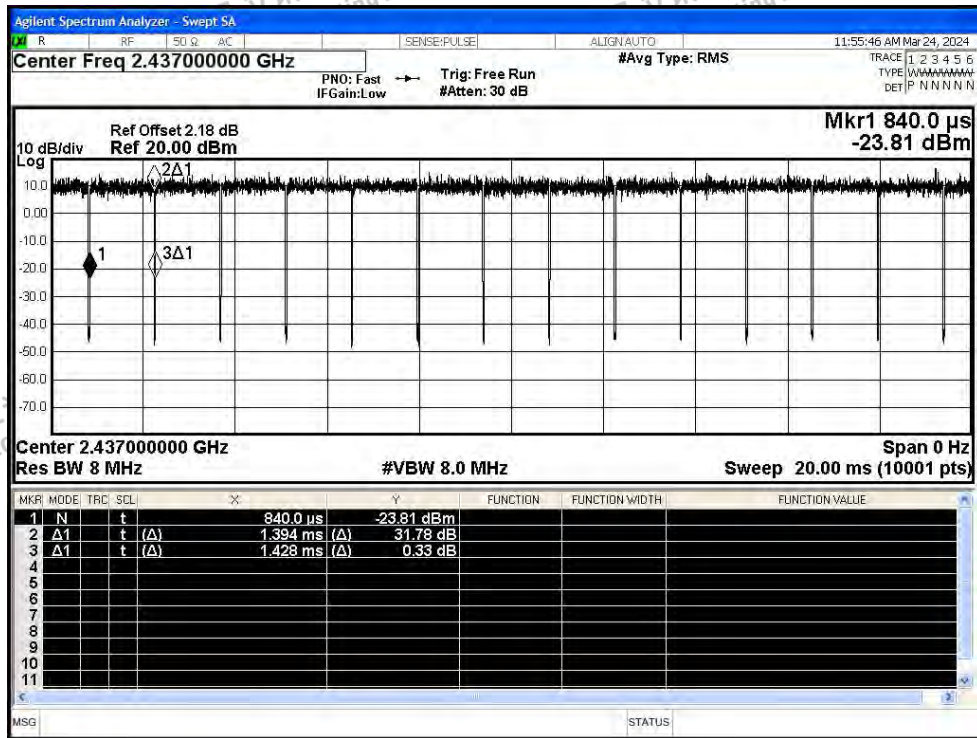 Agilent Spectrum Analyzer - Swept SA
LXI R RF 50 Ω AC SENSE:PULSE ALIGN AUTO 11:55:46 AM Mar 24, 2024
Center Freq 2.437000000 GHz
#Avg Type: RMS
TRACE 1 2 3 4 5 6
PNO: Fast
Trig: Free Run
TYPE
IFGain:Low
#Atten: 30 dB
DET P N N N N N
Mkr1 840.0 µs
Ref Offset 2.18 dB
-23.81 dBm
10 dB/div Ref 20.00 dBm
Log
2Δ1
10.0
0.00
-10.0
1 3Δ1
-20.0
-30.0
-40.0
-50.0
-60.0
-70.0
Center 2.437000000 GHz Span 0 Hz
Res BW 8 MHz #VBW 8.0 MHz Sweep 20.00 ms (10001 pts)
MKR MODE TRC SCL X Y FUNCTION FUNCTION WIDTH FUNCTION VALUE
1 N t 840.0 µs -23.81 dBm
2 Δ1 t (Δ) 1.394 ms (Δ) 31.78 dB
3 Δ1 t (Δ) 1.428 ms (Δ) 0.33 dB
4
5
6
7
8
9
10
11
MSG STATUS